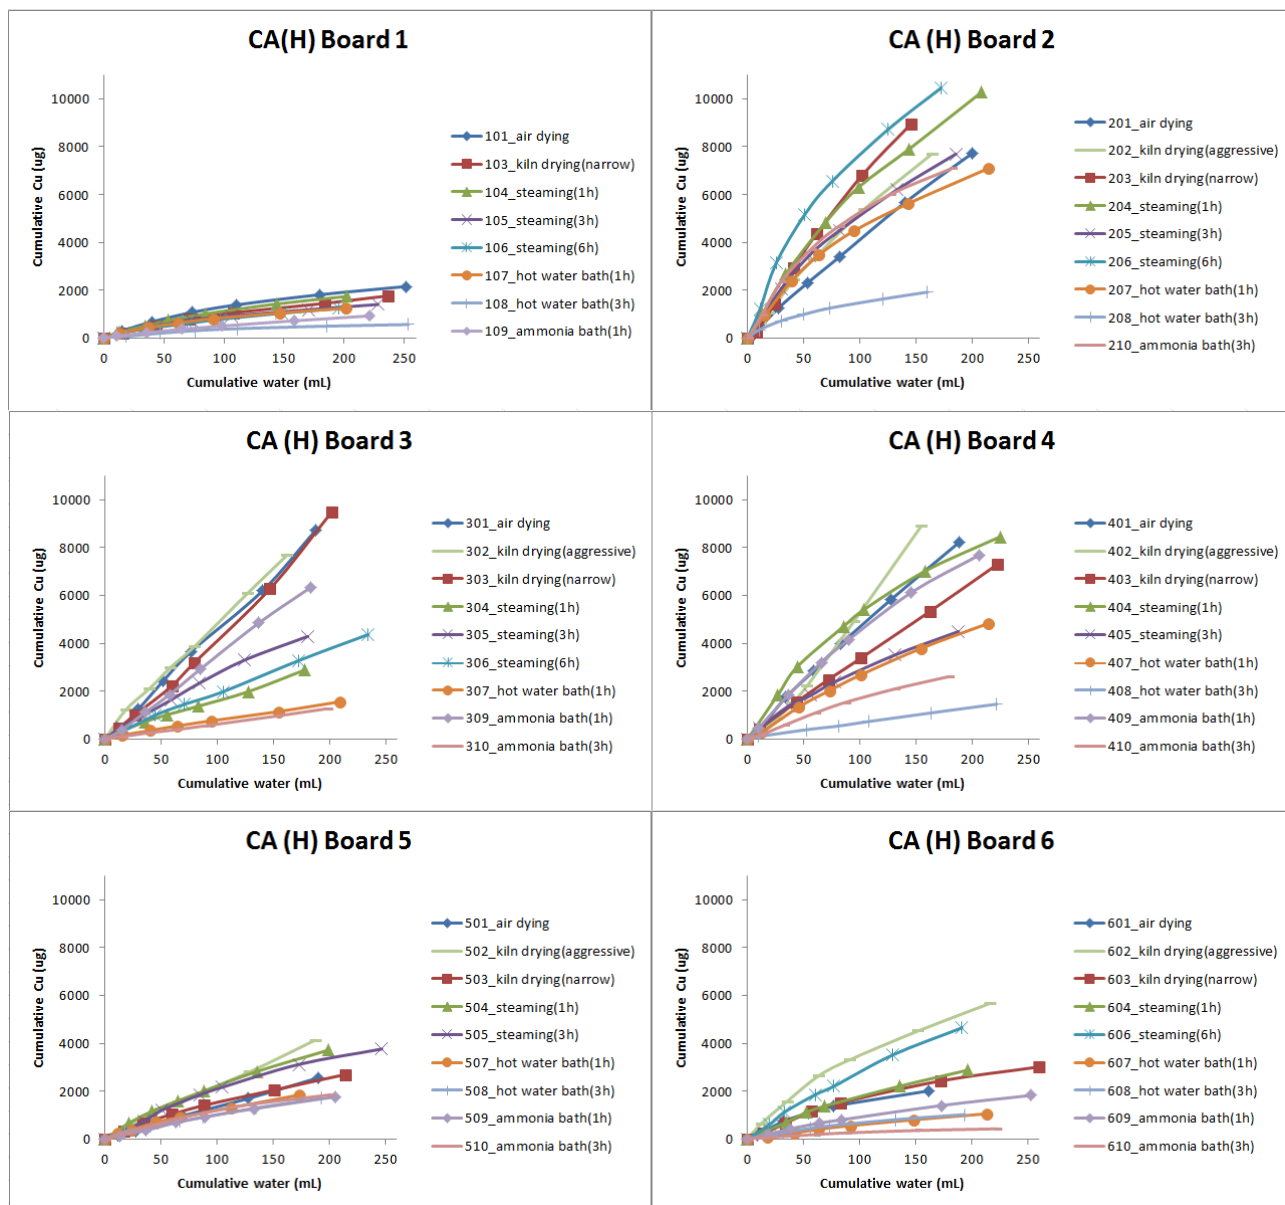 CA(H) Board 1
10000
8000
6000
4000
2000
0
0 50 100 150 200 250
Cumulative Cu (ug)
Cumulative water (mL)
101_air dying
103_kiln drying(narrow)
104_steaming(1h)
105_steaming(3h)
106_steaming(6h)
107_hot water bath(1h)
108_hot water bath(3h)
109_ammonia bath(1h)
CA (H) Board 2
10000
8000
6000
4000
2000
0
0 50 100 150 200 250
Cumulative Cu (ug)
Cumulative water (mL)
201_air dying
202_kiln drying(aggressive)
203_kiln drying(narrow)
204_steaming(1h)
205_steaming(3h)
206_steaming(6h)
207_hot water bath(1h)
208_hot water bath(3h)
210_ammonia bath(3h)
CA (H) Board 3
10000
8000
6000
4000
2000
0
0 50 100 150 200 250
Cumulative Cu (ug)
Cumulative water (mL)
301_air dying
302_kiln drying(aggressive)
303_kiln drying(narrow)
304_steaming(1h)
305_steaming(3h)
306_steaming(6h)
307_hot water bath(1h)
309_ammonia bath(1h)
310_ammonia bath(3h)
CA (H) Board 4
10000
8000
6000
4000
2000
0
0 50 100 150 200 250
Cumulative Cu (ug)
Cumulative water (mL)
401_air dying
402_kiln drying(aggressive)
403_kiln drying(narrow)
404_steaming(1h)
405_steaming(3h)
407_hot water bath(1h)
408_hot water bath(3h)
409_ammonia bath(1h)
410_ammonia bath(3h)
CA (H) Board 5
10000
8000
6000
4000
2000
0
0 50 100 150 200 250
Cumulative Cu (ug)
Cumulative water (mL)
501_air dying
502_kiln drying(aggressive)
503_kiln drying(narrow)
504_steaming(1h)
505_steaming(3h)
507_hot water bath(1h)
508_hot water bath(3h)
509_ammonia bath(1h)
510_ammonia bath(3h)
CA (H) Board 6
10000
8000
6000
4000
2000
0
0 50 100 150 200 250
Cumulative Cu (ug)
Cumulative water (mL)
601_air dying
602_kiln drying(aggressive)
603_kiln drying(narrow)
604_steaming(1h)
606_steaming(6h)
607_hot water bath(1h)
608_hot water bath(3h)
609_ammonia bath(1h)
610_ammonia bath(3h)